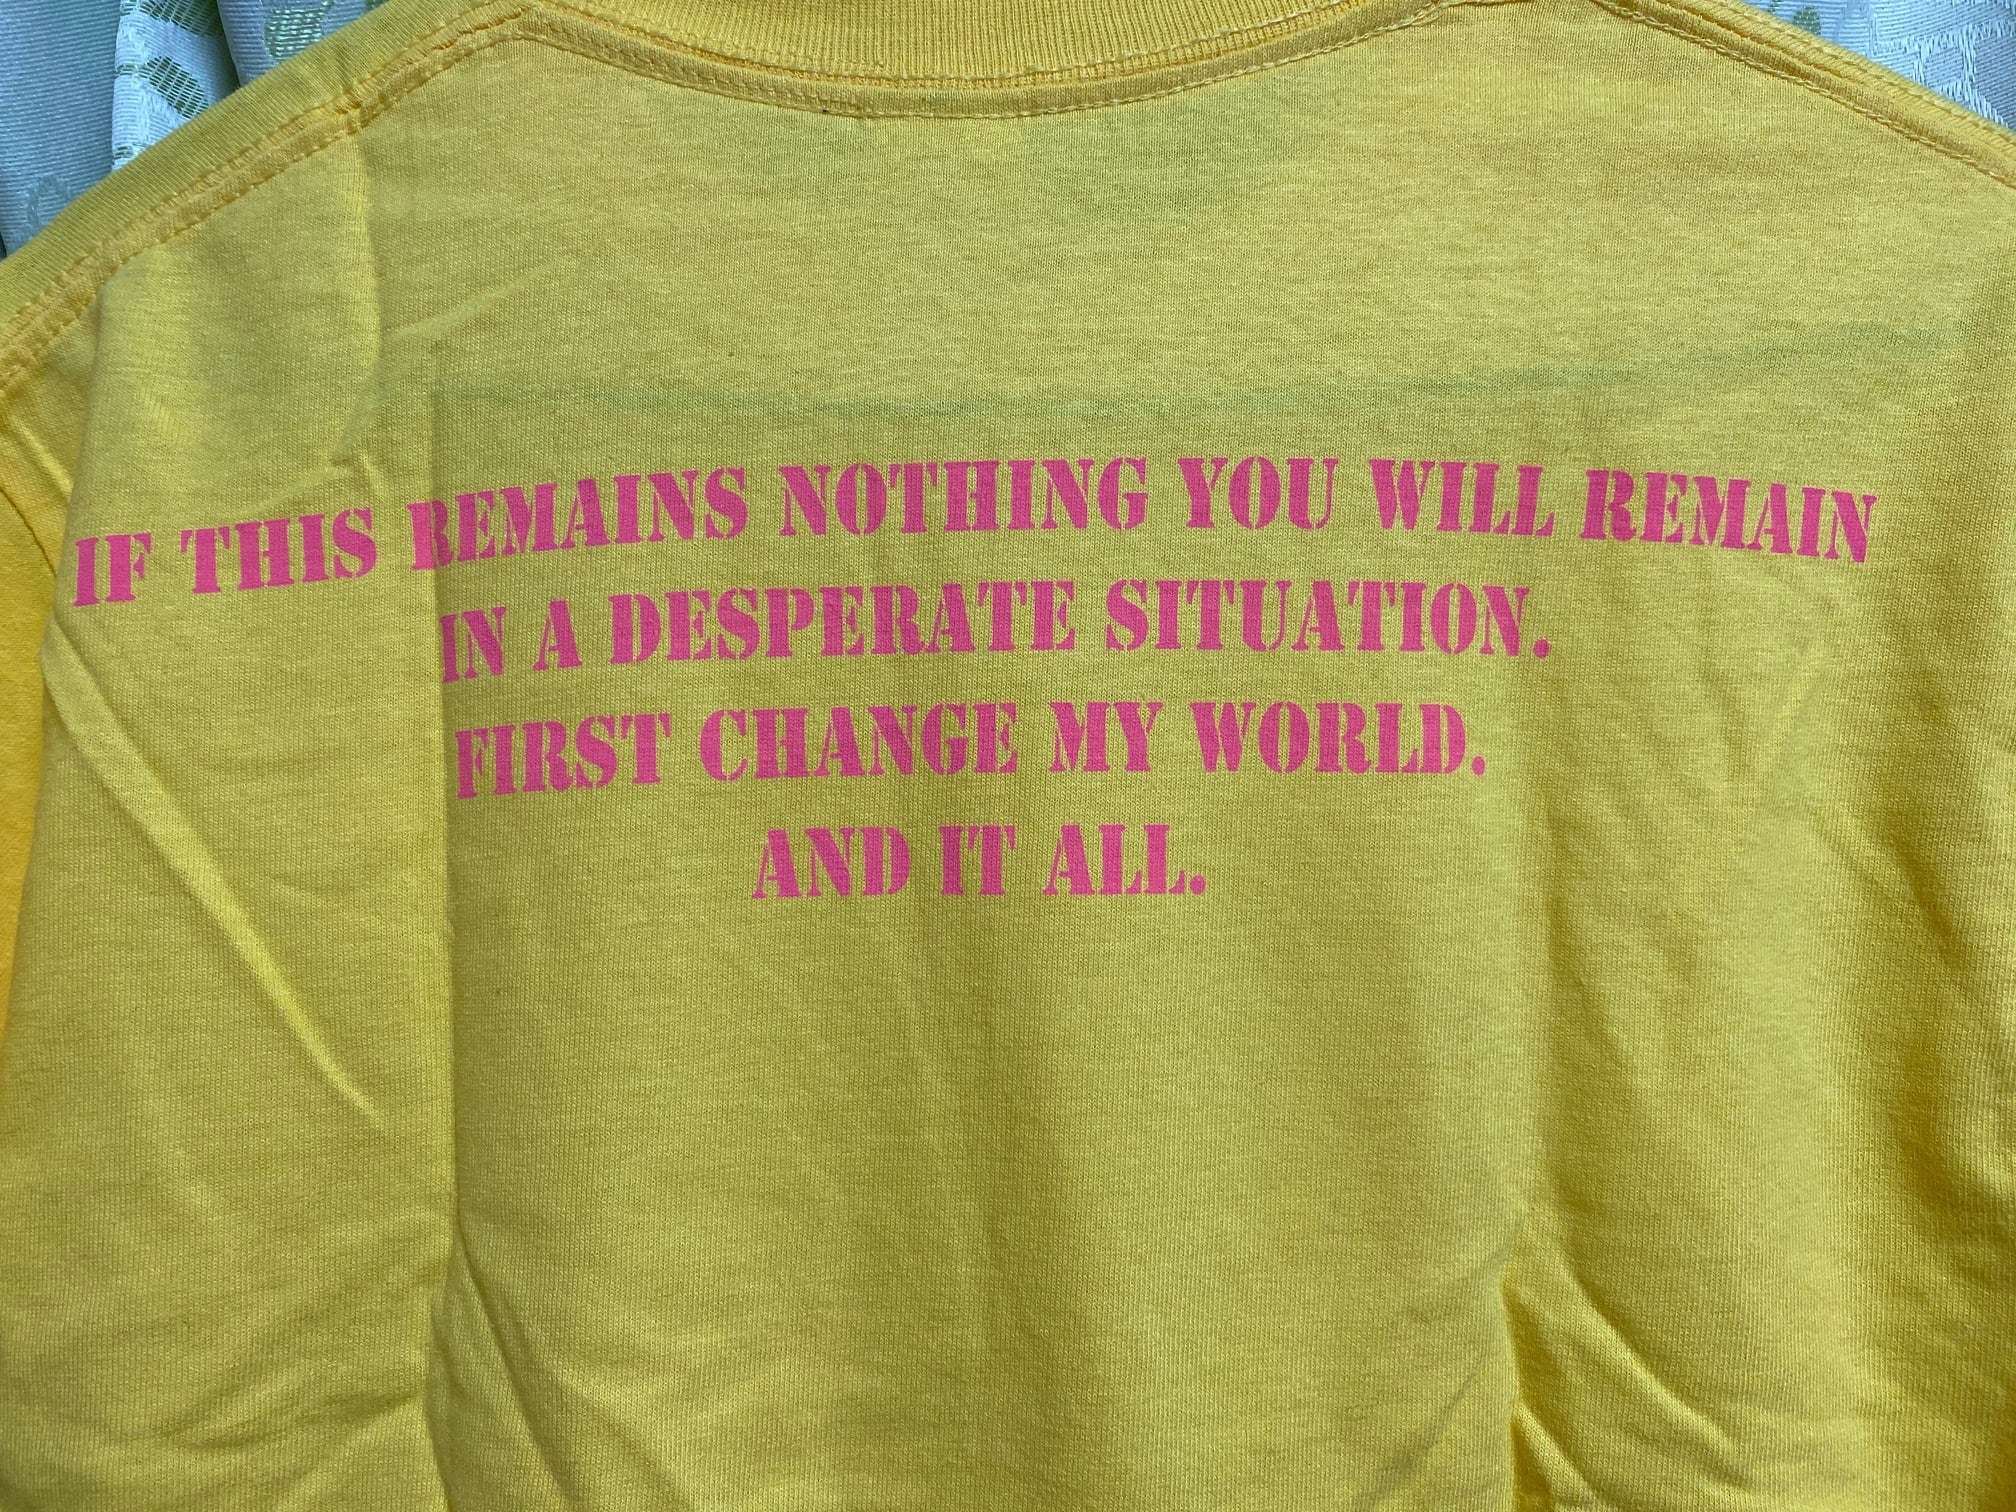 IF THIS REMAINS NOTHING YOU WILL REMAIN
IN A DESPERATE SITUATION.
FIRST CHANGE MY WORLD.
AND IT ALL.